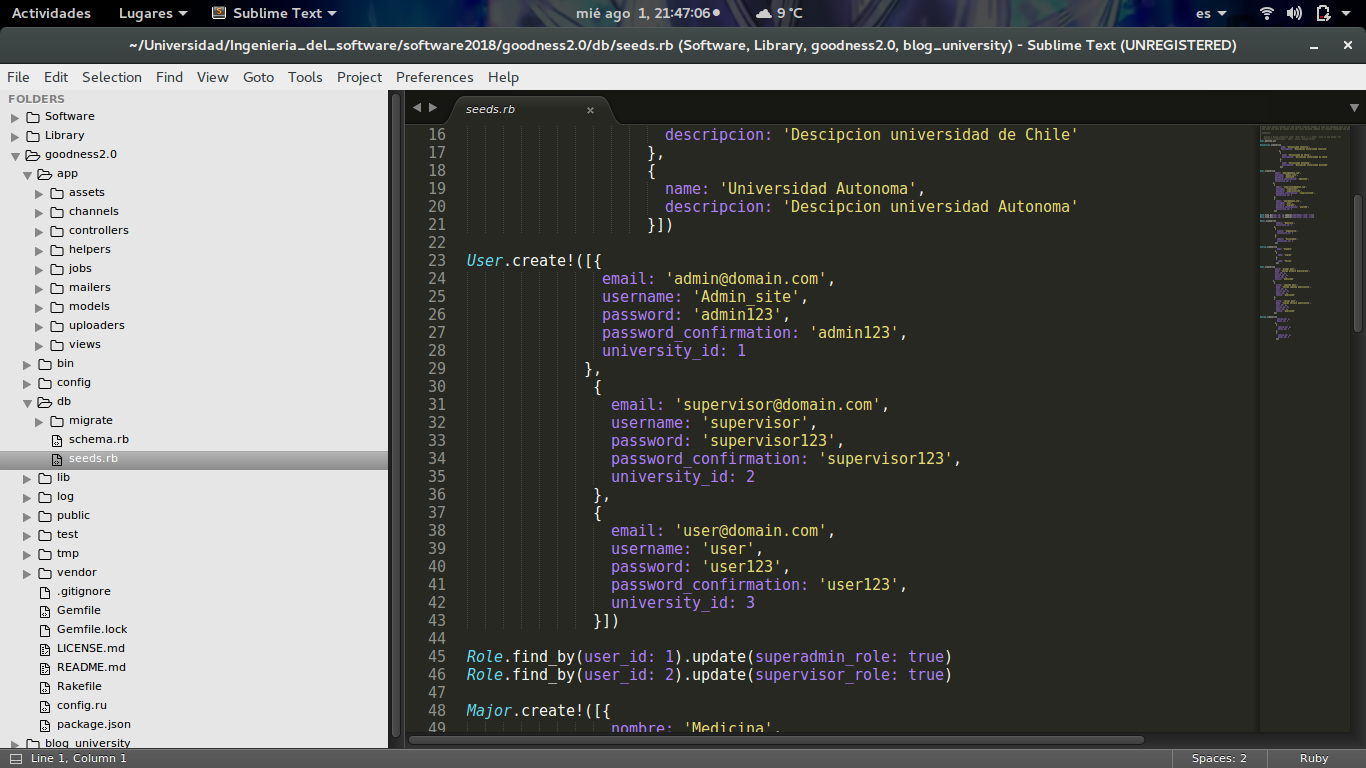 Actividades Lugares Sublime Text mié ago 1, 21:47:06 9 °C es
~/Universidad/Ingenieria_del_software/software2018/goodness2.0/db/seeds.rb (Software, Library, goodness2.0, blog_university) - Sublime Text (UNREGISTERED)
File Edit Selection Find View Goto Tools Project Preferences Help
FOLDERS
Software
Library
goodness2.0
app
assets
channels
controllers
helpers
jobs
mailers
models
uploaders
views
bin
config
db
migrate
schema.rb
seeds.rb
lib
log
public
test
tmp
vendor
.gitignore
Gemfile
Gemfile.lock
LICENSE.md
README.md
Rakefile
config.ru
package.json
blog_university
seeds.rb
16 descripcion: 'Descipcion universidad de Chile'
17 },
18 {
19 name: 'Universidad Autonoma',
20 descripcion: 'Descipcion universidad Autonoma'
21 }])
22
23 User.create!([{
24 email: 'admin@domain.com',
25 username: 'Admin_site',
26 password: 'admin123',
27 password_confirmation: 'admin123',
28 university_id: 1
29 },
30 {
31 email: 'supervisor@domain.com',
32 username: 'supervisor',
33 password: 'supervisor123',
34 password_confirmation: 'supervisor123',
35 university_id: 2
36 },
37 {
38 email: 'user@domain.com',
39 username: 'user',
40 password: 'user123',
41 password_confirmation: 'user123',
42 university_id: 3
43 }])
44
45 Role.find_by(user_id: 1).update(superadmin_role: true)
46 Role.find_by(user_id: 2).update(supervisor_role: true)
47
48 Major.create!([{
49 nombre: 'Medicina',
Line 1, Column 1 Spaces: 2 Ruby